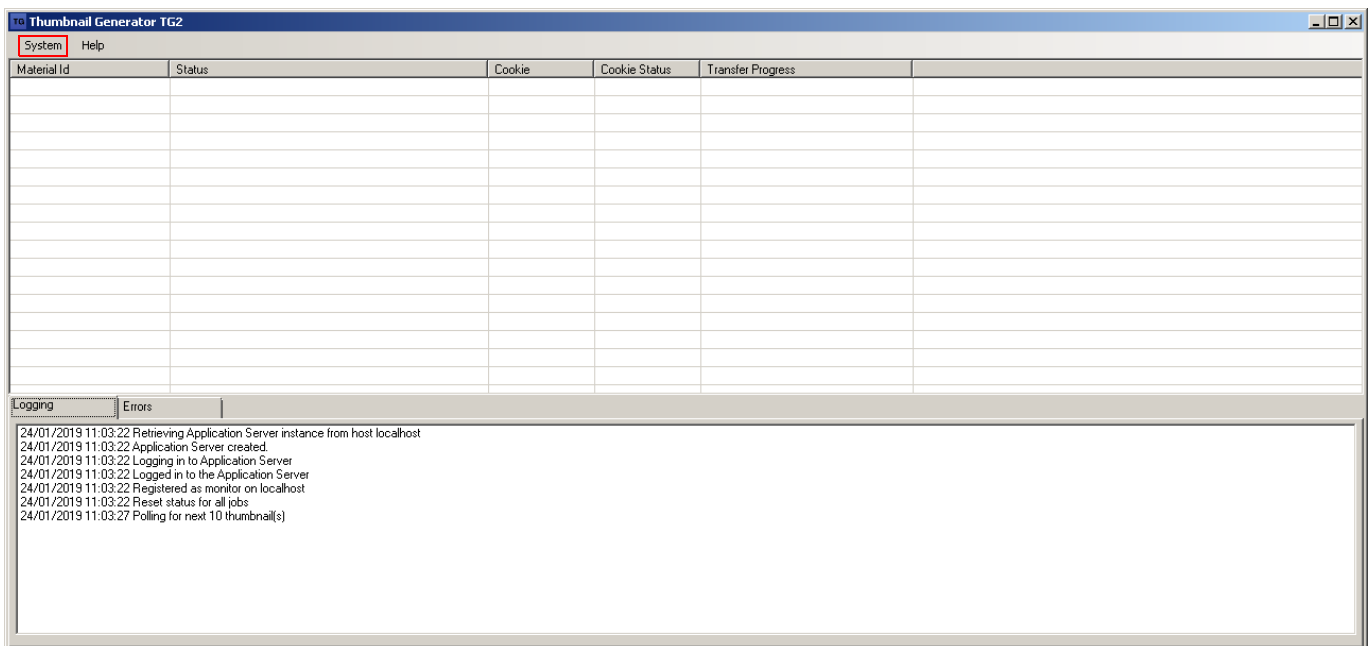 TG Thumbnail Generator TG2
System Help
Material Id Status Cookie Cookie Status Transfer Progress
Logging Errors
24/01/2019 11:03:22 Retrieving Application Server instance from host localhost
24/01/2019 11:03:22 Application Server created.
24/01/2019 11:03:22 Logging in to Application Server
24/01/2019 11:03:22 Logged in to the Application Server
24/01/2019 11:03:22 Registered as monitor on localhost
24/01/2019 11:03:22 Reset status for all jobs
24/01/2019 11:03:27 Polling for next 10 thumbnail(s)